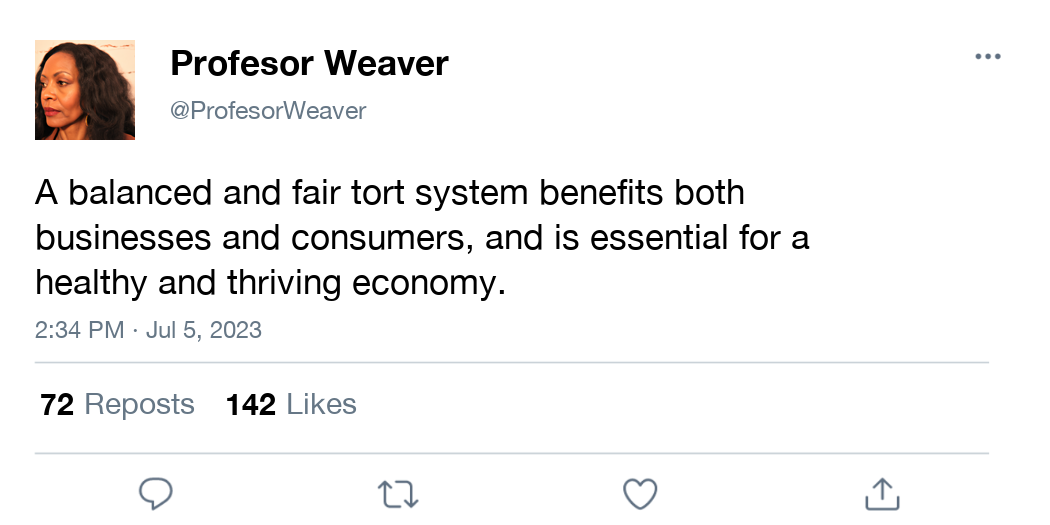 Profesor Weaver
@ProfesorWeaver
A balanced and fair tort system benefits both
businesses and consumers, and is essential for a
healthy and thriving economy.
2:34 PM · Jul 5, 2023
72 Reposts 142 Likes